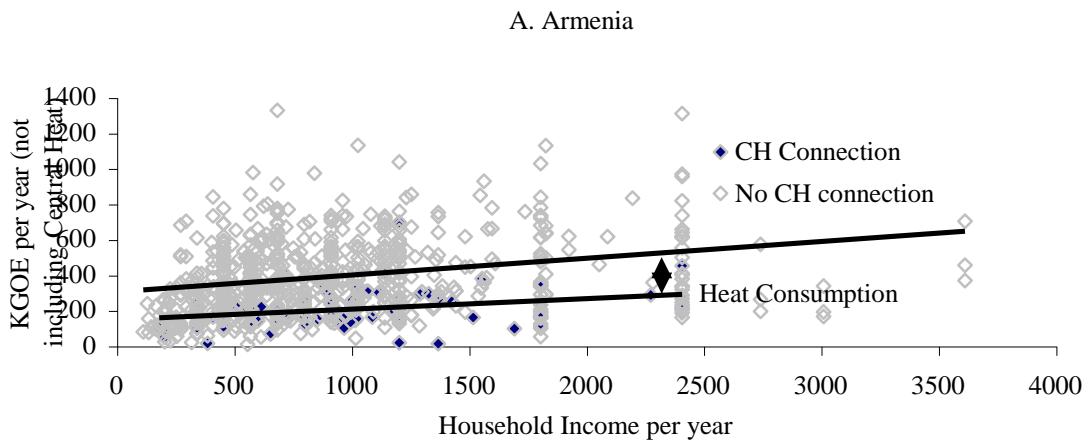 A. Armenia
KGOE per year (not
including Central Heat)
1400
1200
1000
800
600
400
200
0
CH Connection
No CH connection
Heat Consumption
0 500 1000 1500 2000 2500 3000 3500 4000
Household Income per year